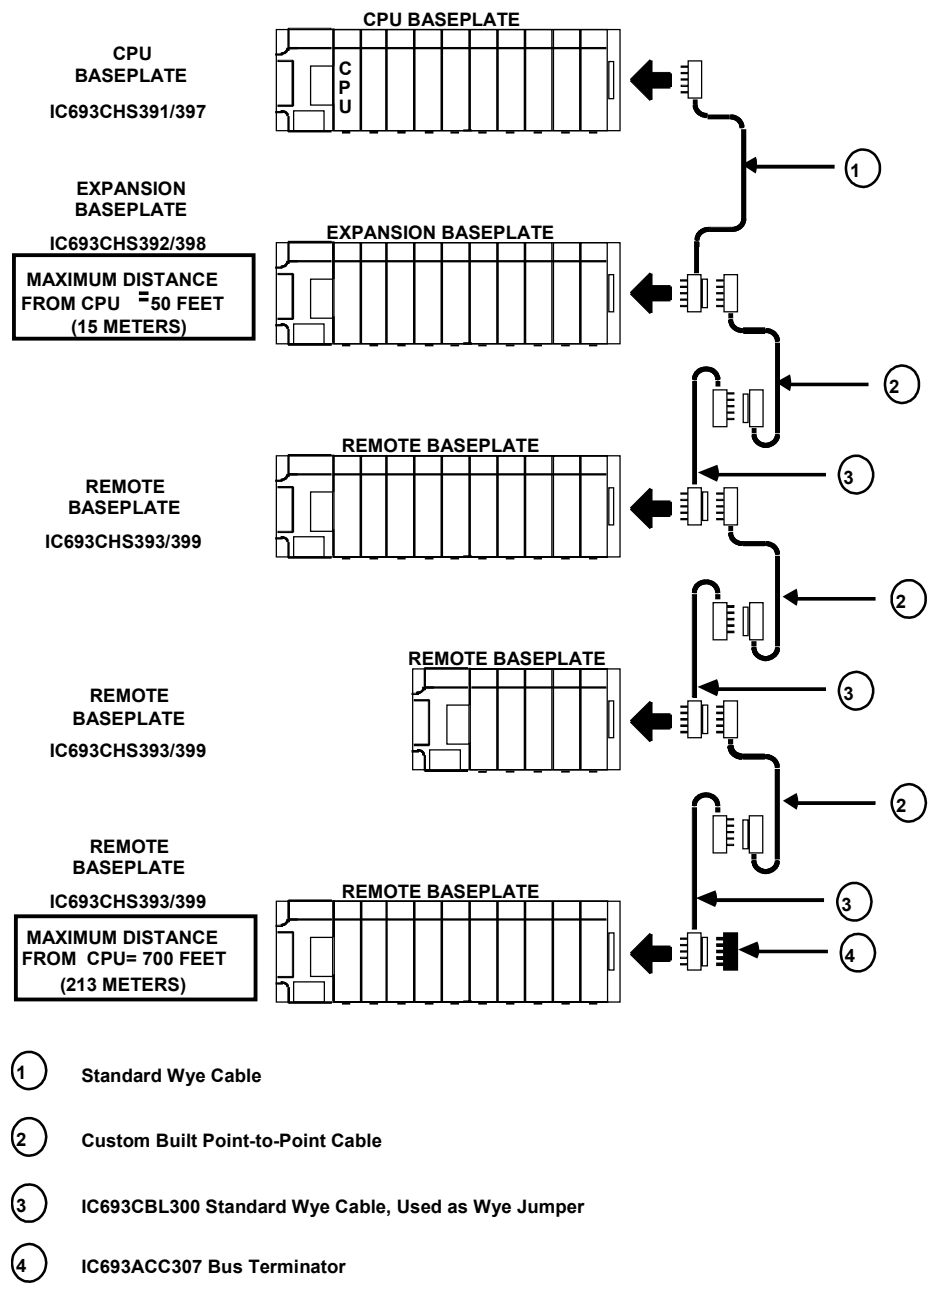 CPU BASEPLATE
CPU
BASEPLATE
IC693CHS391/397
C
P
U
1
EXPANSION
BASEPLATE
IC693CHS392/398
EXPANSION BASEPLATE
MAXIMUM DISTANCE
FROM CPU = 50 FEET
(15 METERS)
2
REMOTE BASEPLATE
3
REMOTE
BASEPLATE
IC693CHS393/399
2
REMOTE BASEPLATE
3
REMOTE
BASEPLATE
IC693CHS393/399
2
REMOTE
BASEPLATE
IC693CHS393/399
REMOTE BASEPLATE
3
MAXIMUM DISTANCE
FROM CPU= 700 FEET
(213 METERS)
4
1 Standard Wye Cable
2 Custom Built Point-to-Point Cable
3 IC693CBL300 Standard Wye Cable, Used as Wye Jumper
4 IC693ACC307 Bus Terminator